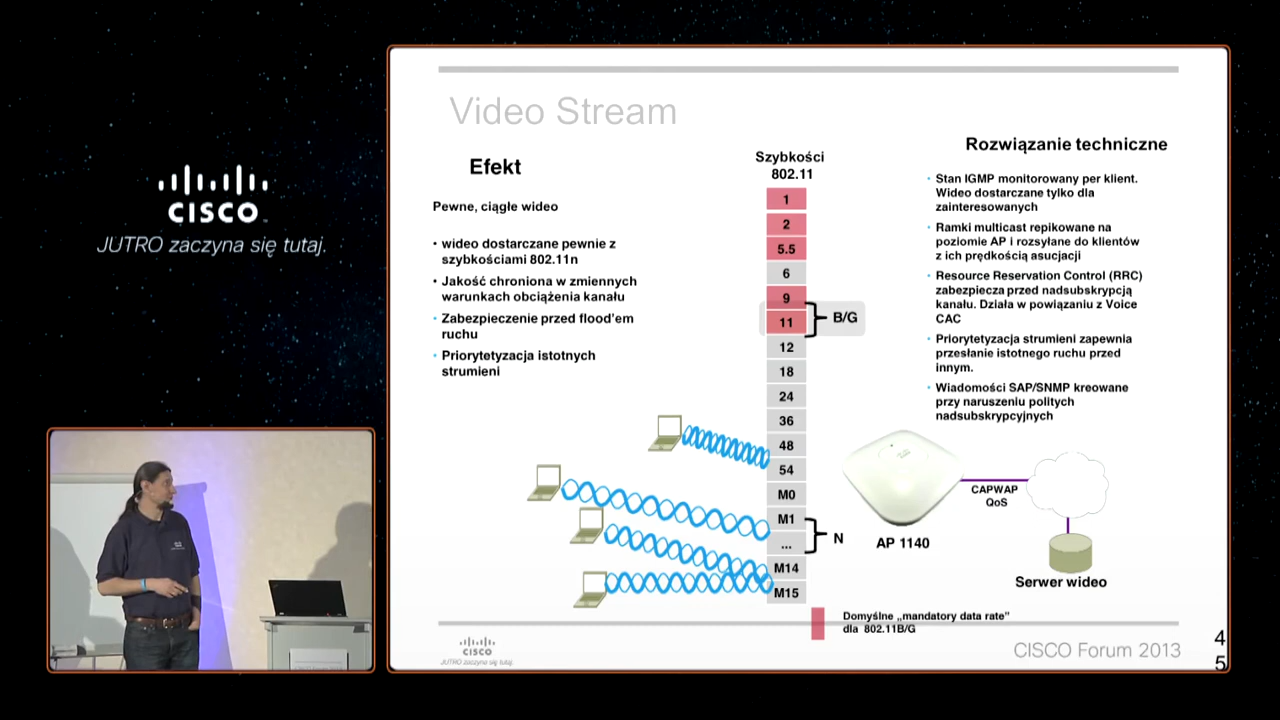 CISCO
JUTRO zaczyna się tutaj.
Video Stream
Efekt
Pewne, ciągłe wideo
• wideo dostarczane pewnie z
szybkościami 802.11n
• Jakość chroniona w zmiennych
warunkach obciążenia kanału
• Zabezpieczenie przed flood'em
ruchu
• Priorytetyzacja istotnych
strumieni
Szybkości
802.11
1
2
5.5
6
9
11
12
18
24
36
48
54
M0
M1
...
M14
M15
B/G
N
Rozwiązanie techniczne
• Stan IGMP monitorowany per klient.
Wideo dostarczane tylko dla
zainteresowanych
• Ramki multicast repikowane na
poziomie AP i rozsyłane do klientów
z ich prędkością asucjacji
• Resource Reservation Control (RRC)
zabezpiecza przed nadsubskrypcją
kanału. Działa w powiązaniu z Voice
CAC
• Priorytetyzacja strumieni zapewnia
przesłanie istotnego ruchu przed
innym.
• Wiadomości SAP/SNMP kreowane
przy naruszeniu politych
nadsubskrypcyjnych
CAPWAP
QoS
AP 1140
Serwer wideo
Domyślne „mandatory data rate”
dla 802.11B/G
CISCO
JUTRO zaczyna się tutaj.
CISCO Forum 2013
4
5